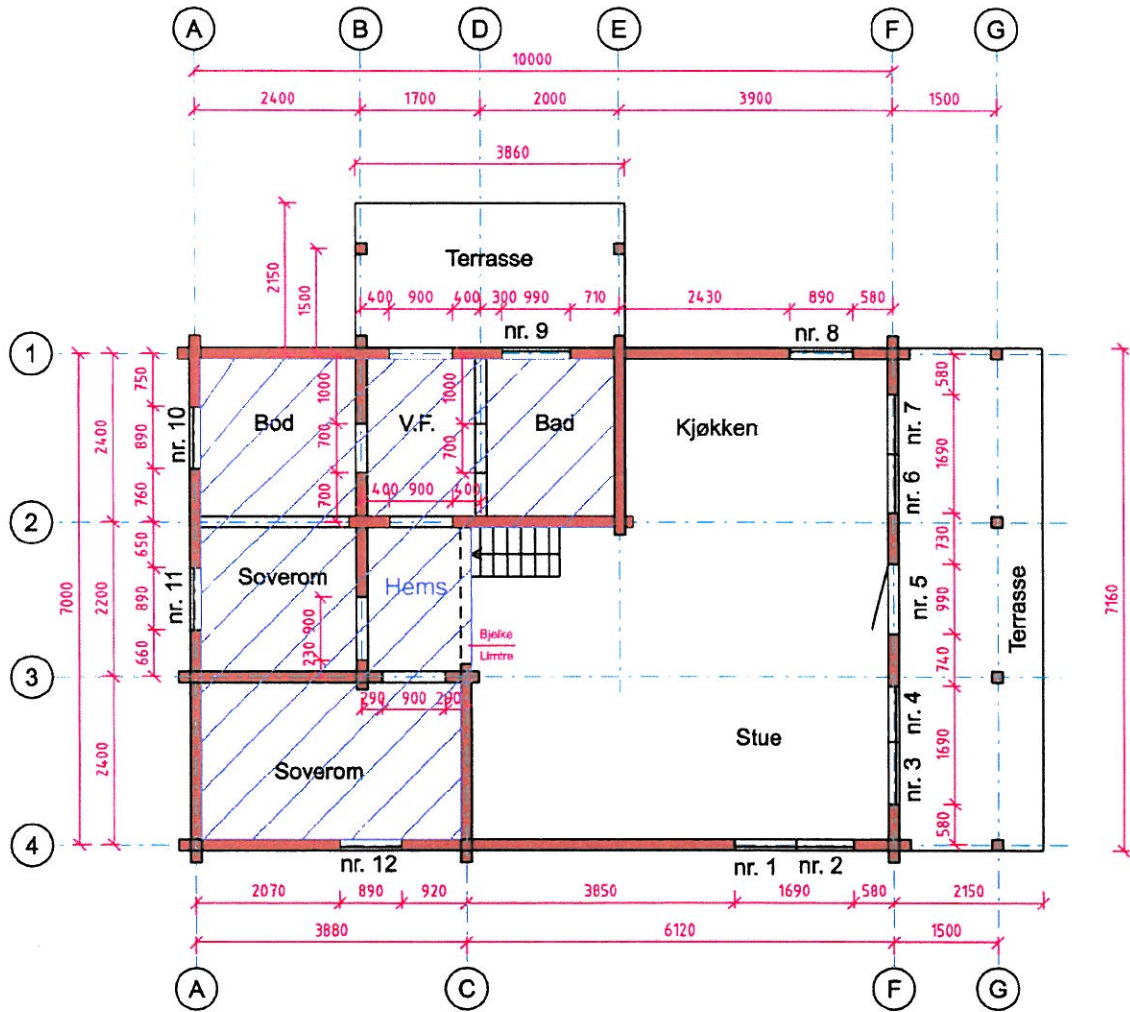 A B D E F G
10000
2400 1700 2000 3900 1500
3860
2150
1500
Terrasse
400 900 400 300 990 710 2430 890 580
nr. 9 nr. 8
1
750
1000
1000
580
nr. 10
Bod
V.F.
Bad
Kjøkken
nr. 7
2400
890
700
700
1690
nr. 6
760
700
400 900 400
2
650
730
7000
2200
nr. 11
890
Soverom
Hems
nr. 5
990
Terrasse
7160
660
900
230
Bjelke
Limtre
740
3
290 900 290
2400
Soverom
Stue
nr. 4
1690
nr. 3
580
4
nr. 12 nr. 1 nr. 2
2070 890 920 3850 1690 580 2150
3880 6120 1500
A C F G